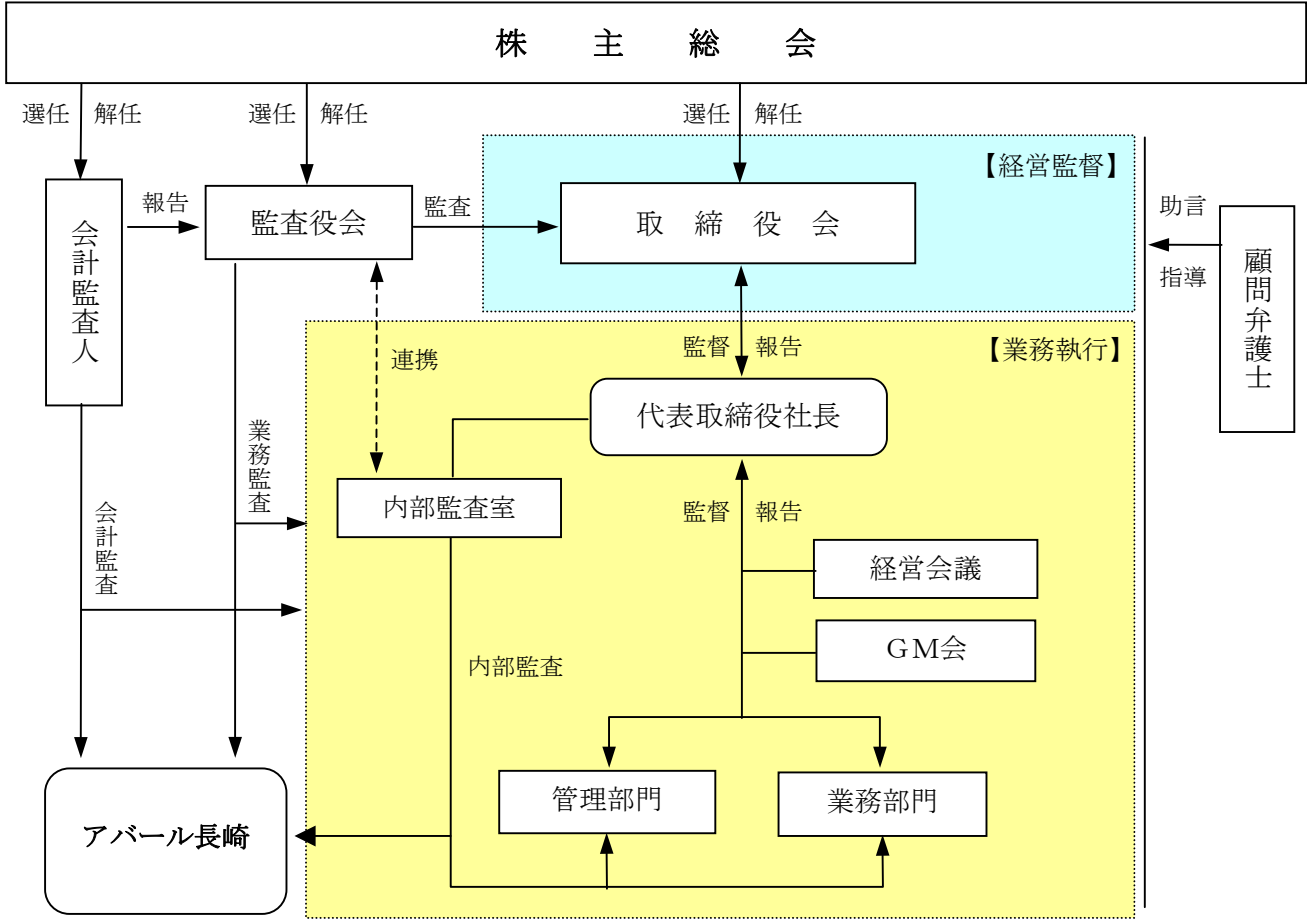 株 主 総 会
選任 解任
選任 解任
選任 解任
【経営監督】
会計監査人
報告
監査役会
監査
取 締 役 会
助言
指導
顧問弁護士
連携
監督 報告
【業務執行】
代表取締役社長
業務監査
内部監査室
監督 報告
会計監査
経営会議
GM会
内部監査
管理部門
業務部門
アバール長崎